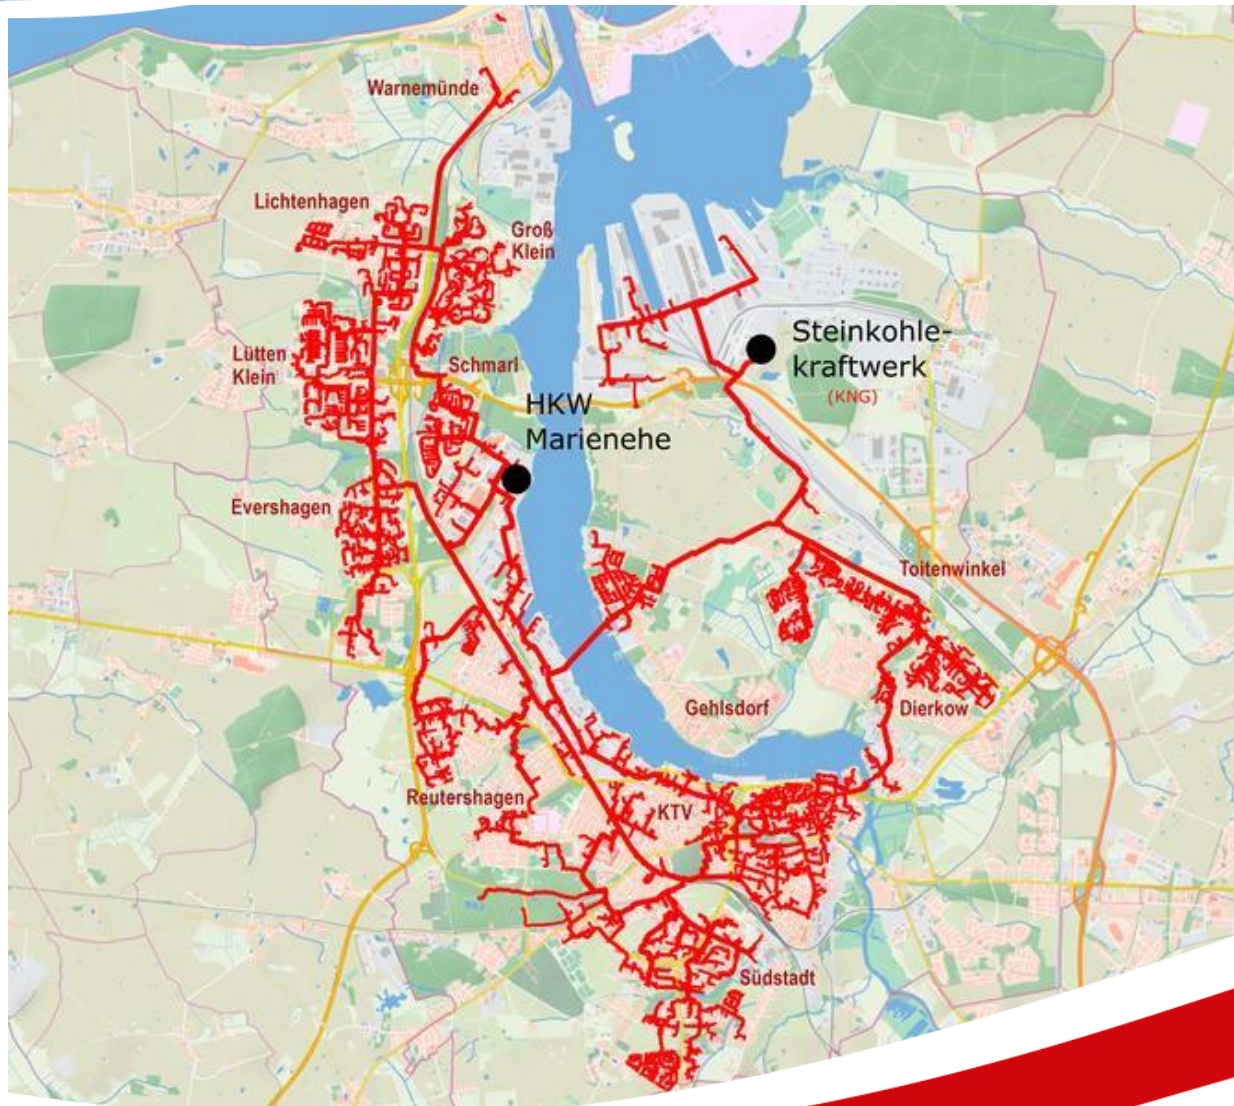 Warnemünde
Lichtenhagen
Groß
Klein
Steinkohle-
kraftwerk
(KNG)
Lütten
Klein
Schmarl
HKW
Marienehe
Evershagen
Toitenwinkel
Gehlsdorf
Dierkow
Reutershagen
KTV
Südstadt